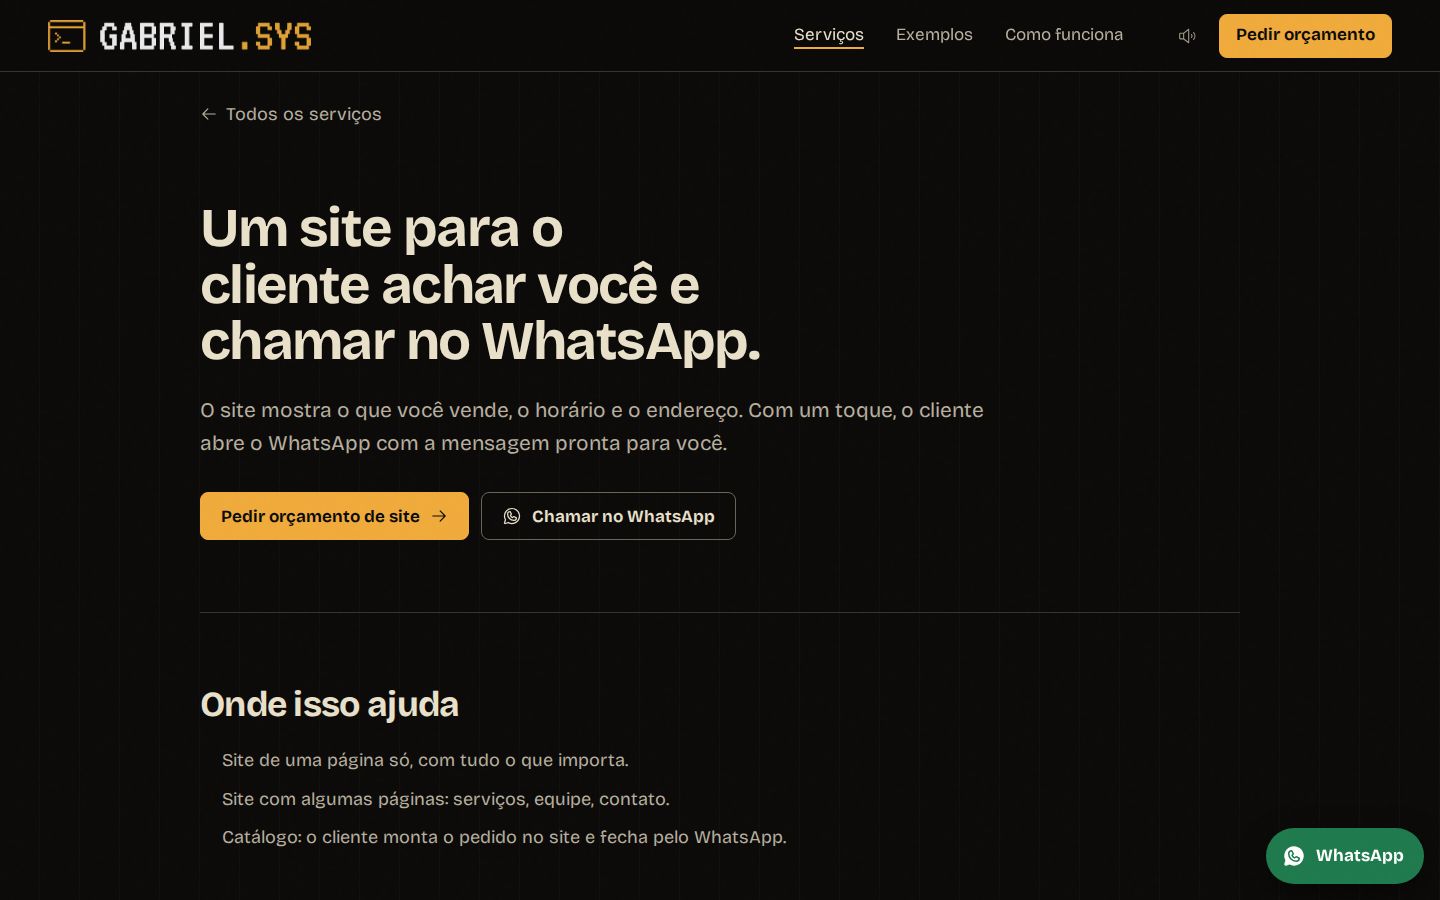 GABRIEL.SYS
Serviços
Exemplos
Como funciona
Pedir orçamento
← Todos os serviços
Um site para o
cliente achar você e
chamar no WhatsApp.
O site mostra o que você vende, o horário e o endereço. Com um toque, o cliente
abre o WhatsApp com a mensagem pronta para você.
Pedir orçamento de site →
Chamar no WhatsApp
Onde isso ajuda
Site de uma página só, com tudo o que importa.
Site com algumas páginas: serviços, equipe, contato.
Catálogo: o cliente monta o pedido no site e fecha pelo WhatsApp.
WhatsApp